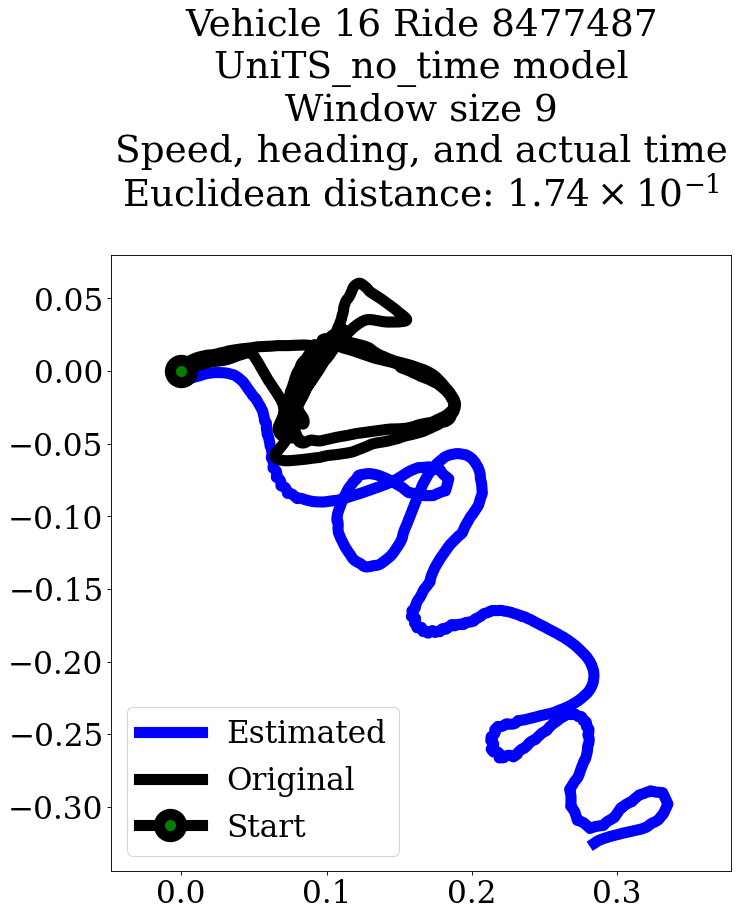 Vehicle 16 Ride 8477487
UniTS_no_time model
Window size 9
Speed, heading, and actual time
Euclidean distance: 1.74 × 10⁻¹
0.05
0.00
−0.05
−0.10
−0.15
−0.20
−0.25
−0.30
Estimated
Original
Start
0.0 0.1 0.2 0.3